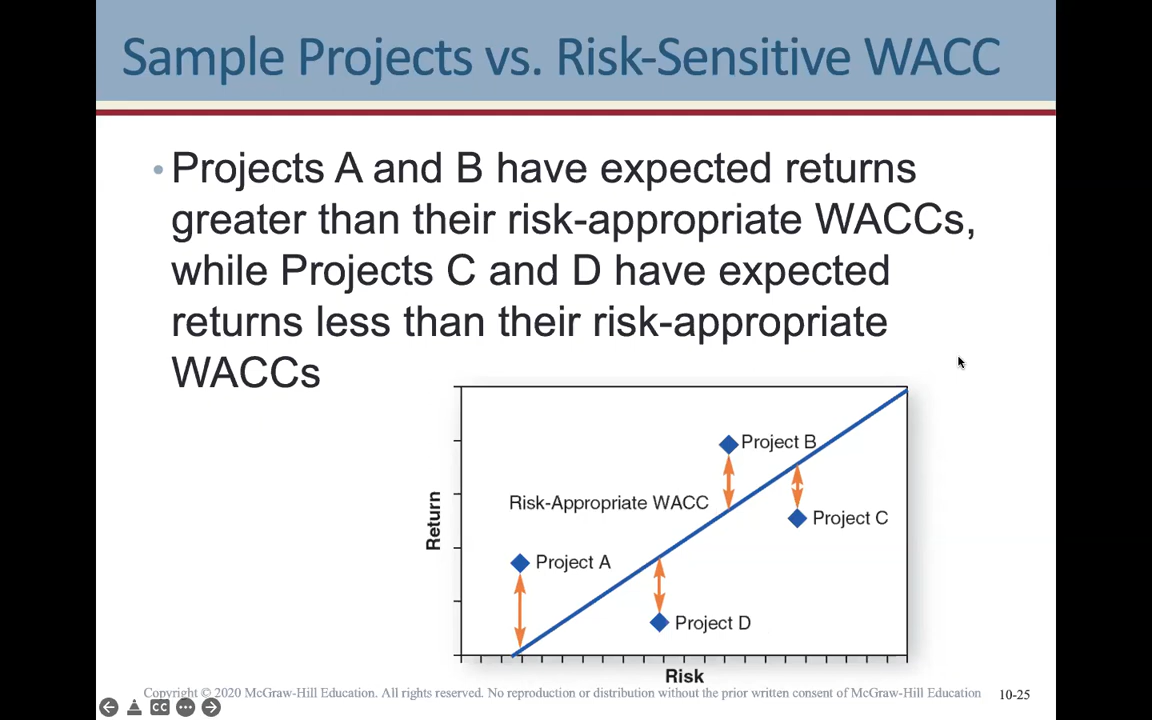 Sample Projects vs. Risk-Sensitive WACC
• Projects A and B have expected returns
greater than their risk-appropriate WACCs,
while Projects C and D have expected
returns less than their risk-appropriate
WACCs
Project B
Risk-Appropriate WACC
Project C
Return
Project A
Project D
Risk
Copyright © 2020 McGraw-Hill Education. All rights reserved. No reproduction or distribution without the prior written consent of McGraw-Hill Education
10-25
CC